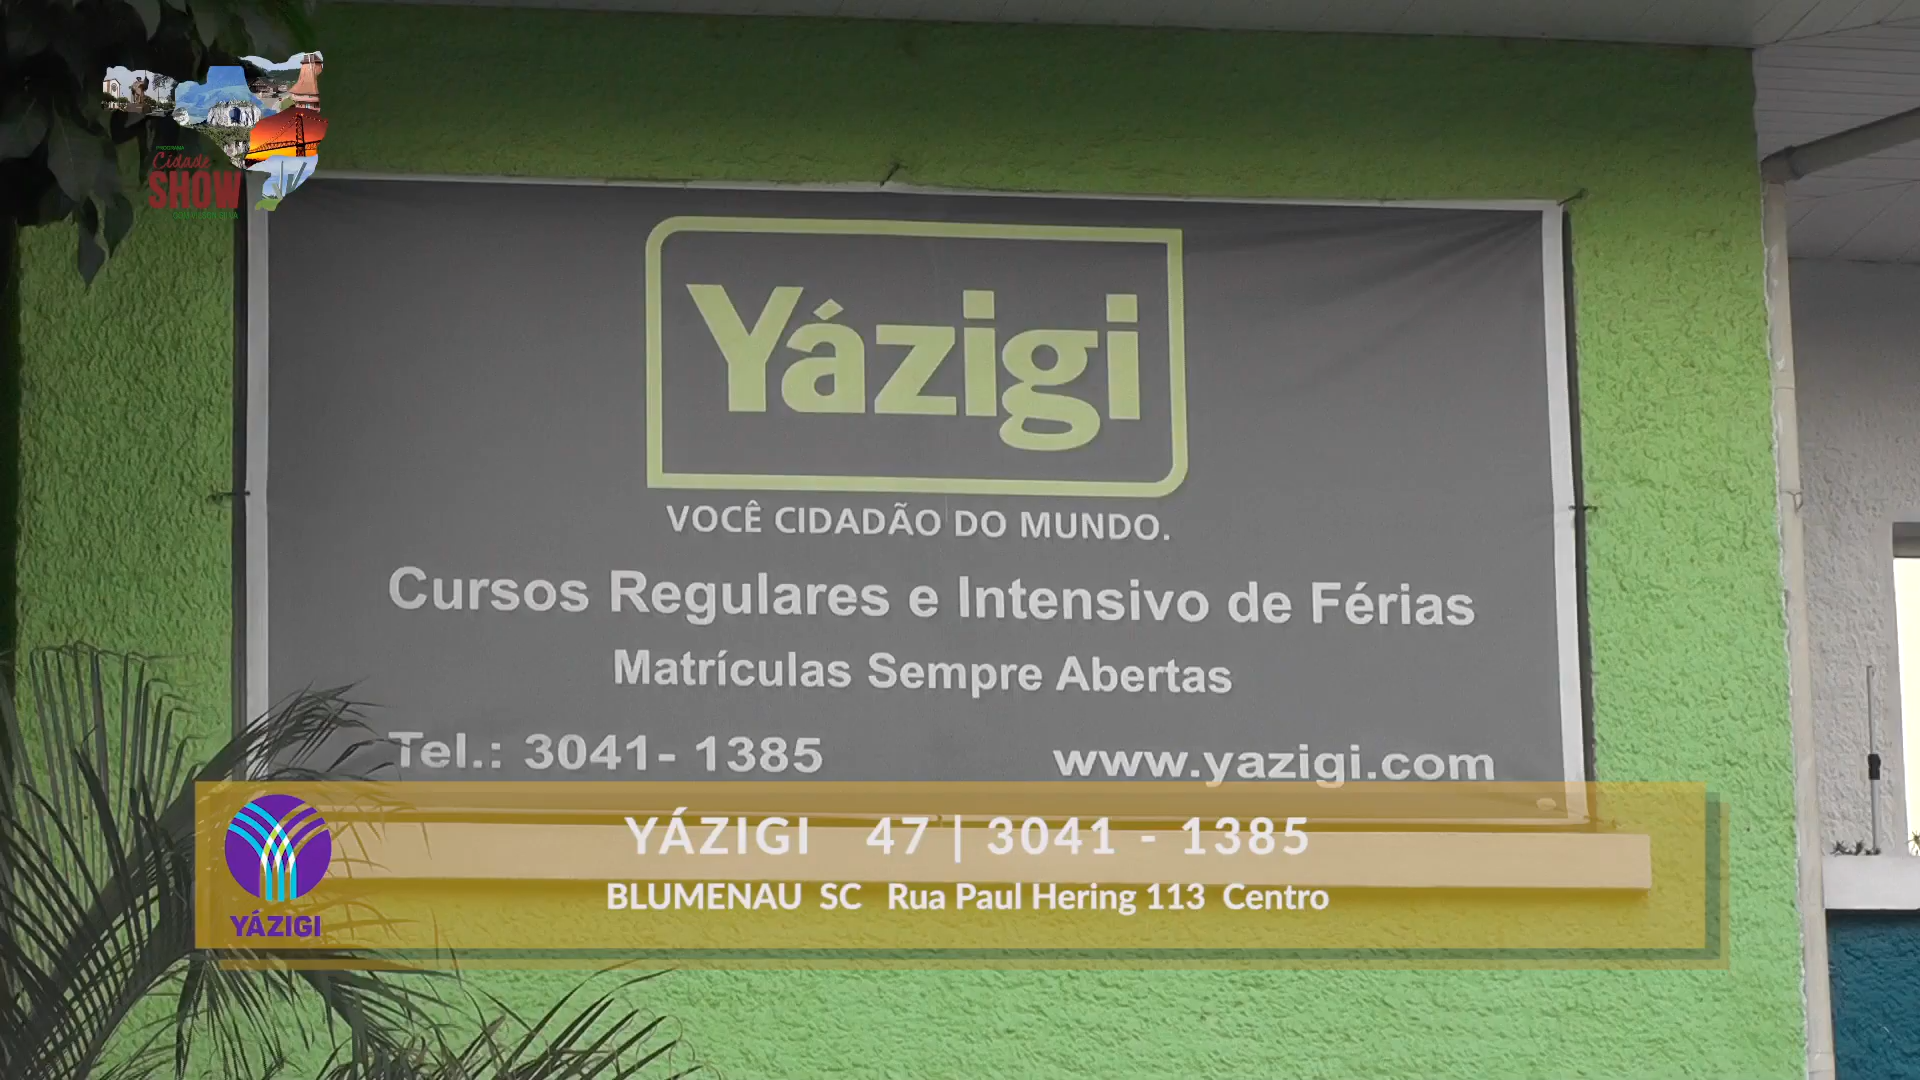 PROGRAMA
Cidade
SHOW
Yázigi
VOCÊ CIDADÃO DO MUNDO.
Cursos Regulares e Intensivo de Férias
Matrículas Sempre Abertas
Tel.: 3041- 1385
www.yazigi.com
YÁZIGI 47 | 3041 - 1385
BLUMENAU SC Rua Paul Hering 113 Centro
YÁZIGI